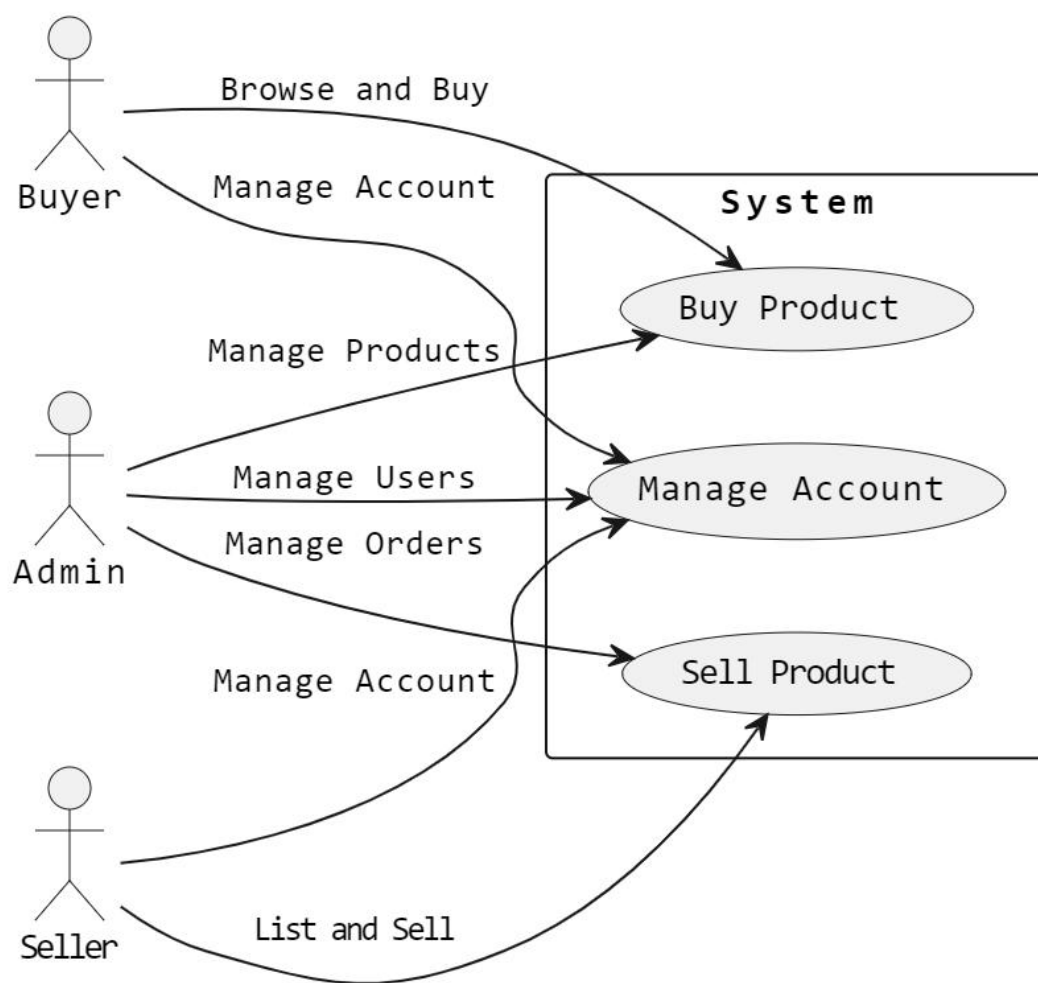 Browse and Buy
Buyer
Manage Account
System
Buy Product
Manage Products
Manage Users
Manage Account
Manage Orders
Admin
Sell Product
Manage Account
List and Sell
Seller